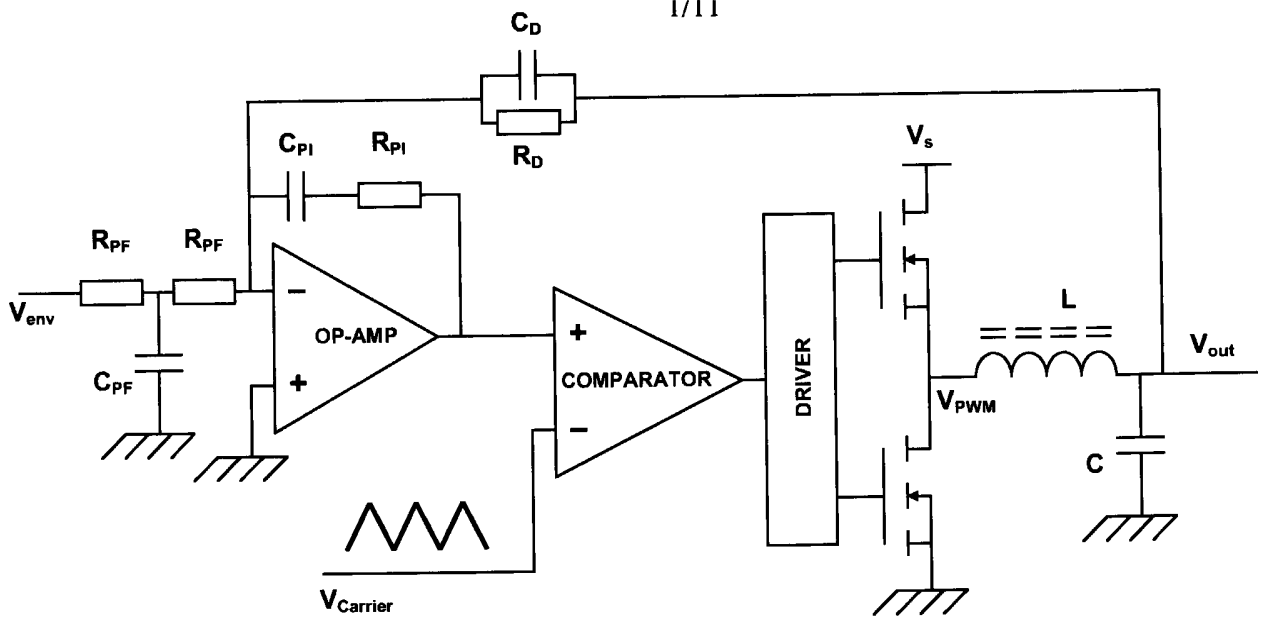 1/11
C_D
R_D
V_s
C_PI
R_PI
R_PF
R_PF
V_env
C_PF
−
OP-AMP
+
+
COMPARATOR
−
DRIVER
V_PWM
L
V_out
C
V_Carrier